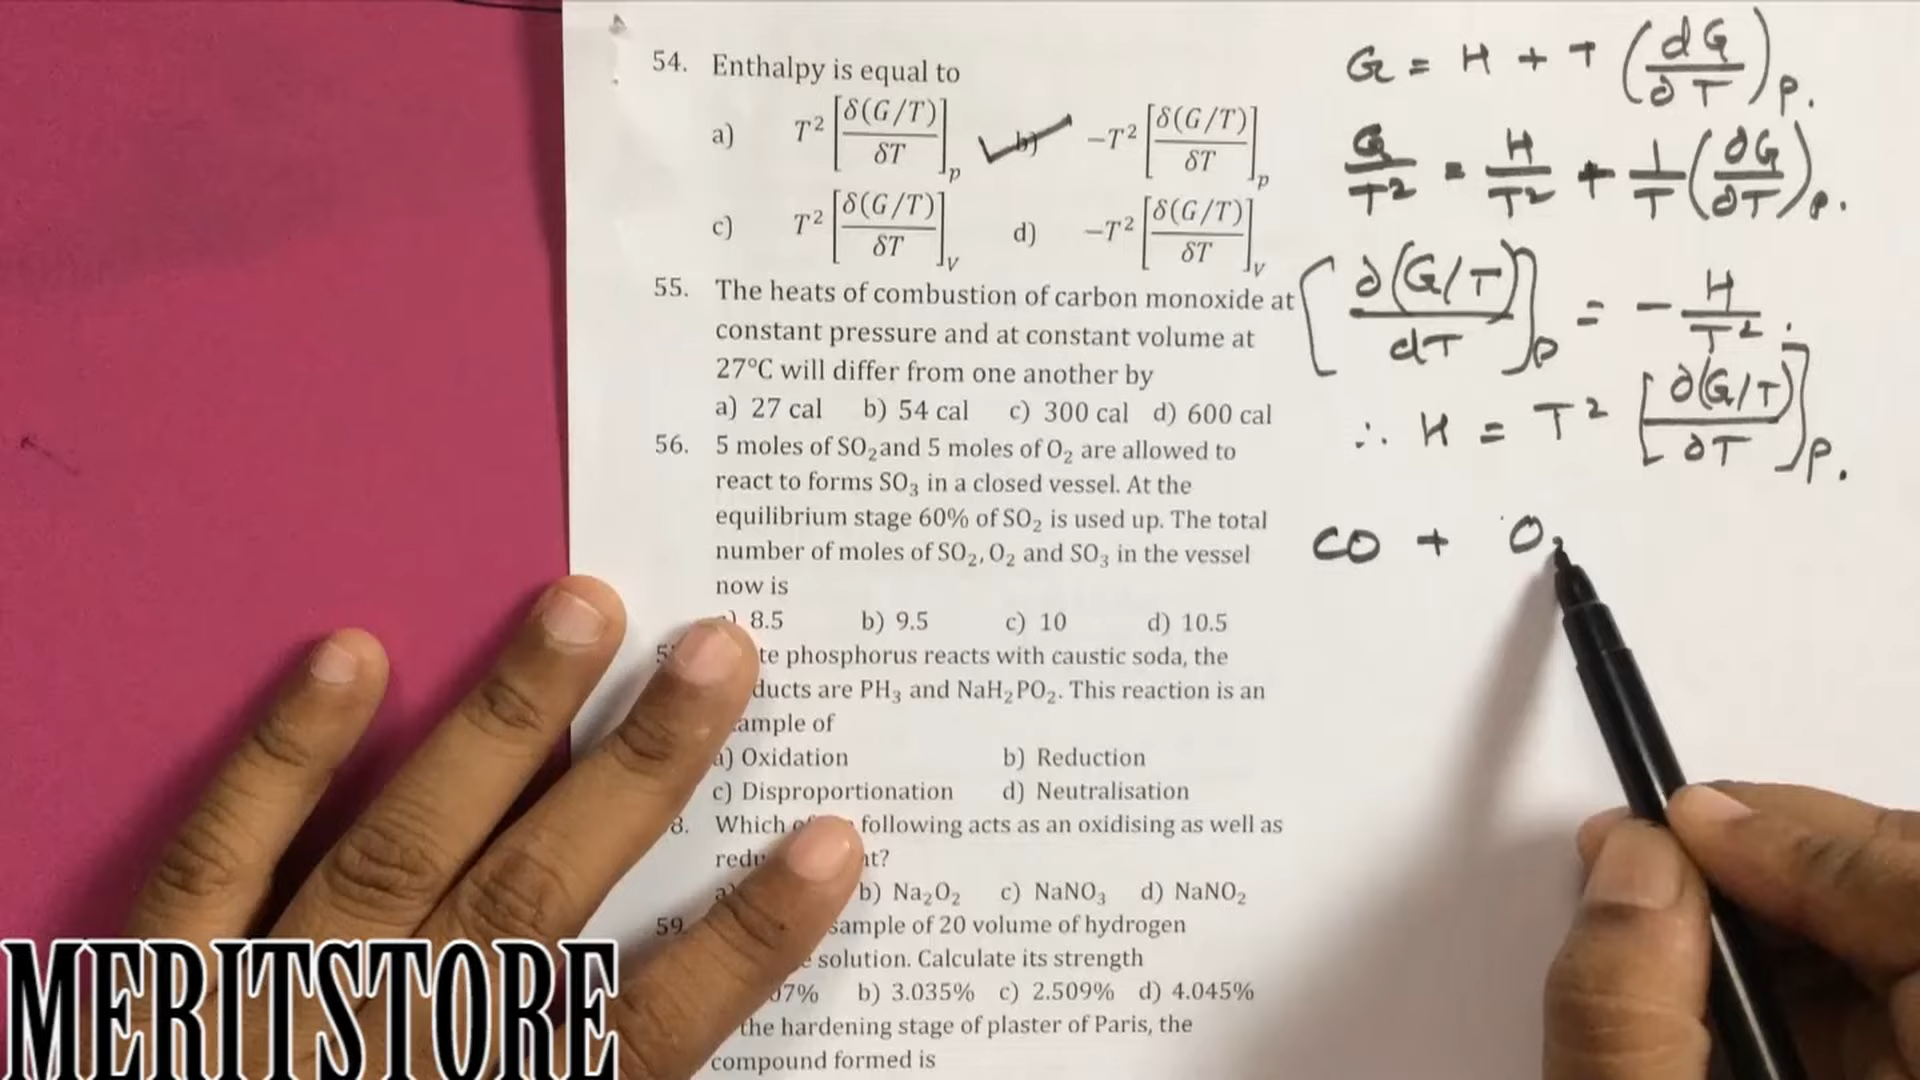 54. Enthalpy is equal to
a) T² [δ(G/T)/δT]p b) −T² [δ(G/T)/δT]p
c) T² [δ(G/T)/δT]V d) −T² [δ(G/T)/δT]V
55. The heats of combustion of carbon monoxide at
constant pressure and at constant volume at
27°C will differ from one another by
a) 27 cal b) 54 cal c) 300 cal d) 600 cal
56. 5 moles of SO₂and 5 moles of O₂ are allowed to
react to forms SO₃ in a closed vessel. At the
equilibrium stage 60% of SO₂ is used up. The total
number of moles of SO₂, O₂ and SO₃ in the vessel
now is
8.5 b) 9.5 c) 10 d) 10.5
phosphorus reacts with caustic soda, the
are PH₃ and NaH₂PO₂. This reaction is an
of
a) Oxidation b) Reduction
c) Disproportionation d) Neutralisation
8. Which following acts as an oxidising as well as
b) Na₂O₂ c) NaNO₃ d) NaNO₂
59. sample of 20 volume of hydrogen
solution. Calculate its strength
b) 3.035% c) 2.509% d) 4.045%
the hardening stage of plaster of Paris, the
compound formed is
G = H + T (dG/∂T)P.
G/T² = H/T² + 1/T (∂G/∂T)P.
[∂(G/T)/dT]P = − H/T².
∴ H = T² [∂(G/T)/∂T]P.
CO + O₂
MERITSTORE